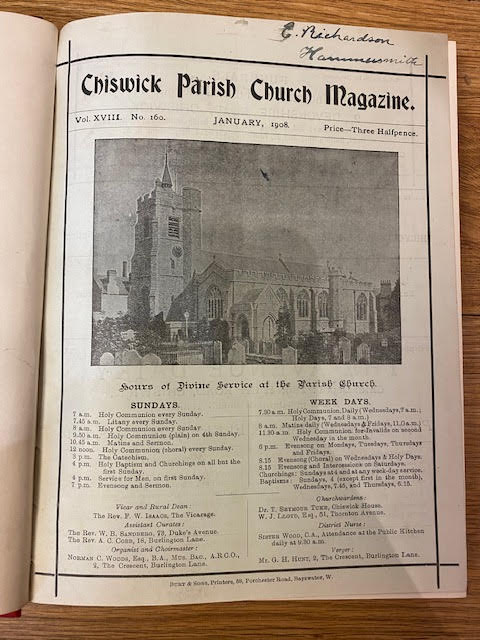 C. Richardson
Hammersmith
Chiswick Parish Church Magazine.
Vol. XVIII. No. 160.
JANUARY, 1908.
Price—Three Halfpence.
Hours of Divine Service at the Parish Church.
SUNDAYS.
7 a.m. Holy Communion every Sunday.
7.45 a.m. Litany every Sunday.
8 a.m. Holy Communion every Sunday.
9.50 a.m. Holy Communion (plain) on 4th Sunday.
10.45 a.m. Matins and Sermon.
12 noon. Holy Communion (choral) every Sunday.
3 p.m. The Catechism.
4 p.m. Holy Baptism and Churchings on all but the
first Sunday.
4 p.m. Service for Men, on first Sunday.
7 p.m. Evensong and Sermon.
WEEK DAYS.
7.30 a.m. Holy Communion, Daily (Wednesdays, 7 a.m.;
Holy Days, 7 and 8 a.m.)
8 a.m. Matins daily (Wednesdays & Fridays, 11.0 a.m.)
11.30 a.m. Holy Communion for Invalids on second
Wednesday in the month.
6 p.m. Evensong on Mondays, Tuesdays, Thursdays
and Fridays.
8.15 Evensong (Choral) on Wednesdays & Holy Days.
8.15 Evensong and Intercessions on Saturdays.
Churchings: Sundays at 4 and at any week-day service.
Baptisms: Sundays, 4 (except first in the month),
Wednesdays, 7.45, and Thursdays, 6.15.
Vicar and Rural Dean:
The Rev. F. W. ISAACS, The Vicarage.
Assistant Curates:
The Rev. W. B. SANDBERG, 73, Duke's Avenue.
The Rev. A. C. CORB, 18, Burlington Lane.
Organist and Choirmaster:
NORMAN C. WOODS, Esq., B.A., MUS. BAC., A.R.C.O.,
2, The Crescent, Burlington Lane.
Churchwardens:
Dr. T. SEYMOUR TUKE, Chiswick House.
W. J. LLOYD, Esq., 51, Thornton Avenue.
District Nurse:
SISTER WOOD, C.A., Attendance at the Public Kitchen
daily at 9.30 a.m.
Verger:
Mr. G. H. HUNT, 2, The Crescent, Burlington Lane.
BURT & SONS, Printers, 58, Porchester Road, Bayswater, W.